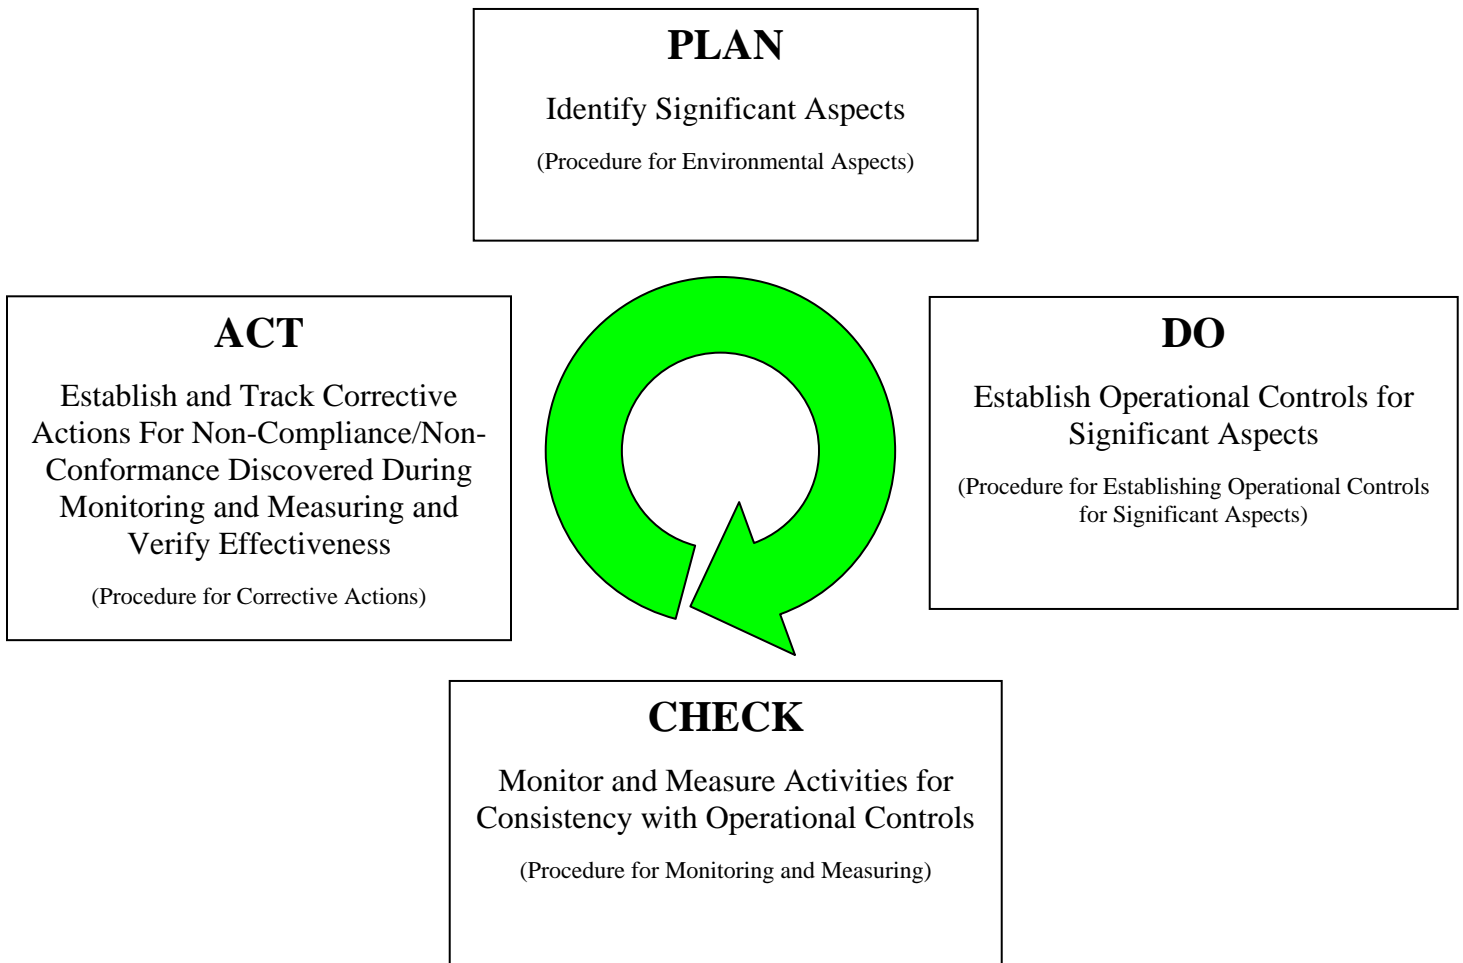 PLAN
Identify Significant Aspects
(Procedure for Environmental Aspects)
ACT
Establish and Track Corrective
Actions For Non-Compliance/Non-
Conformance Discovered During
Monitoring and Measuring and
Verify Effectiveness
(Procedure for Corrective Actions)
DO
Establish Operational Controls for
Significant Aspects
(Procedure for Establishing Operational Controls
for Significant Aspects)
CHECK
Monitor and Measure Activities for
Consistency with Operational Controls
(Procedure for Monitoring and Measuring)